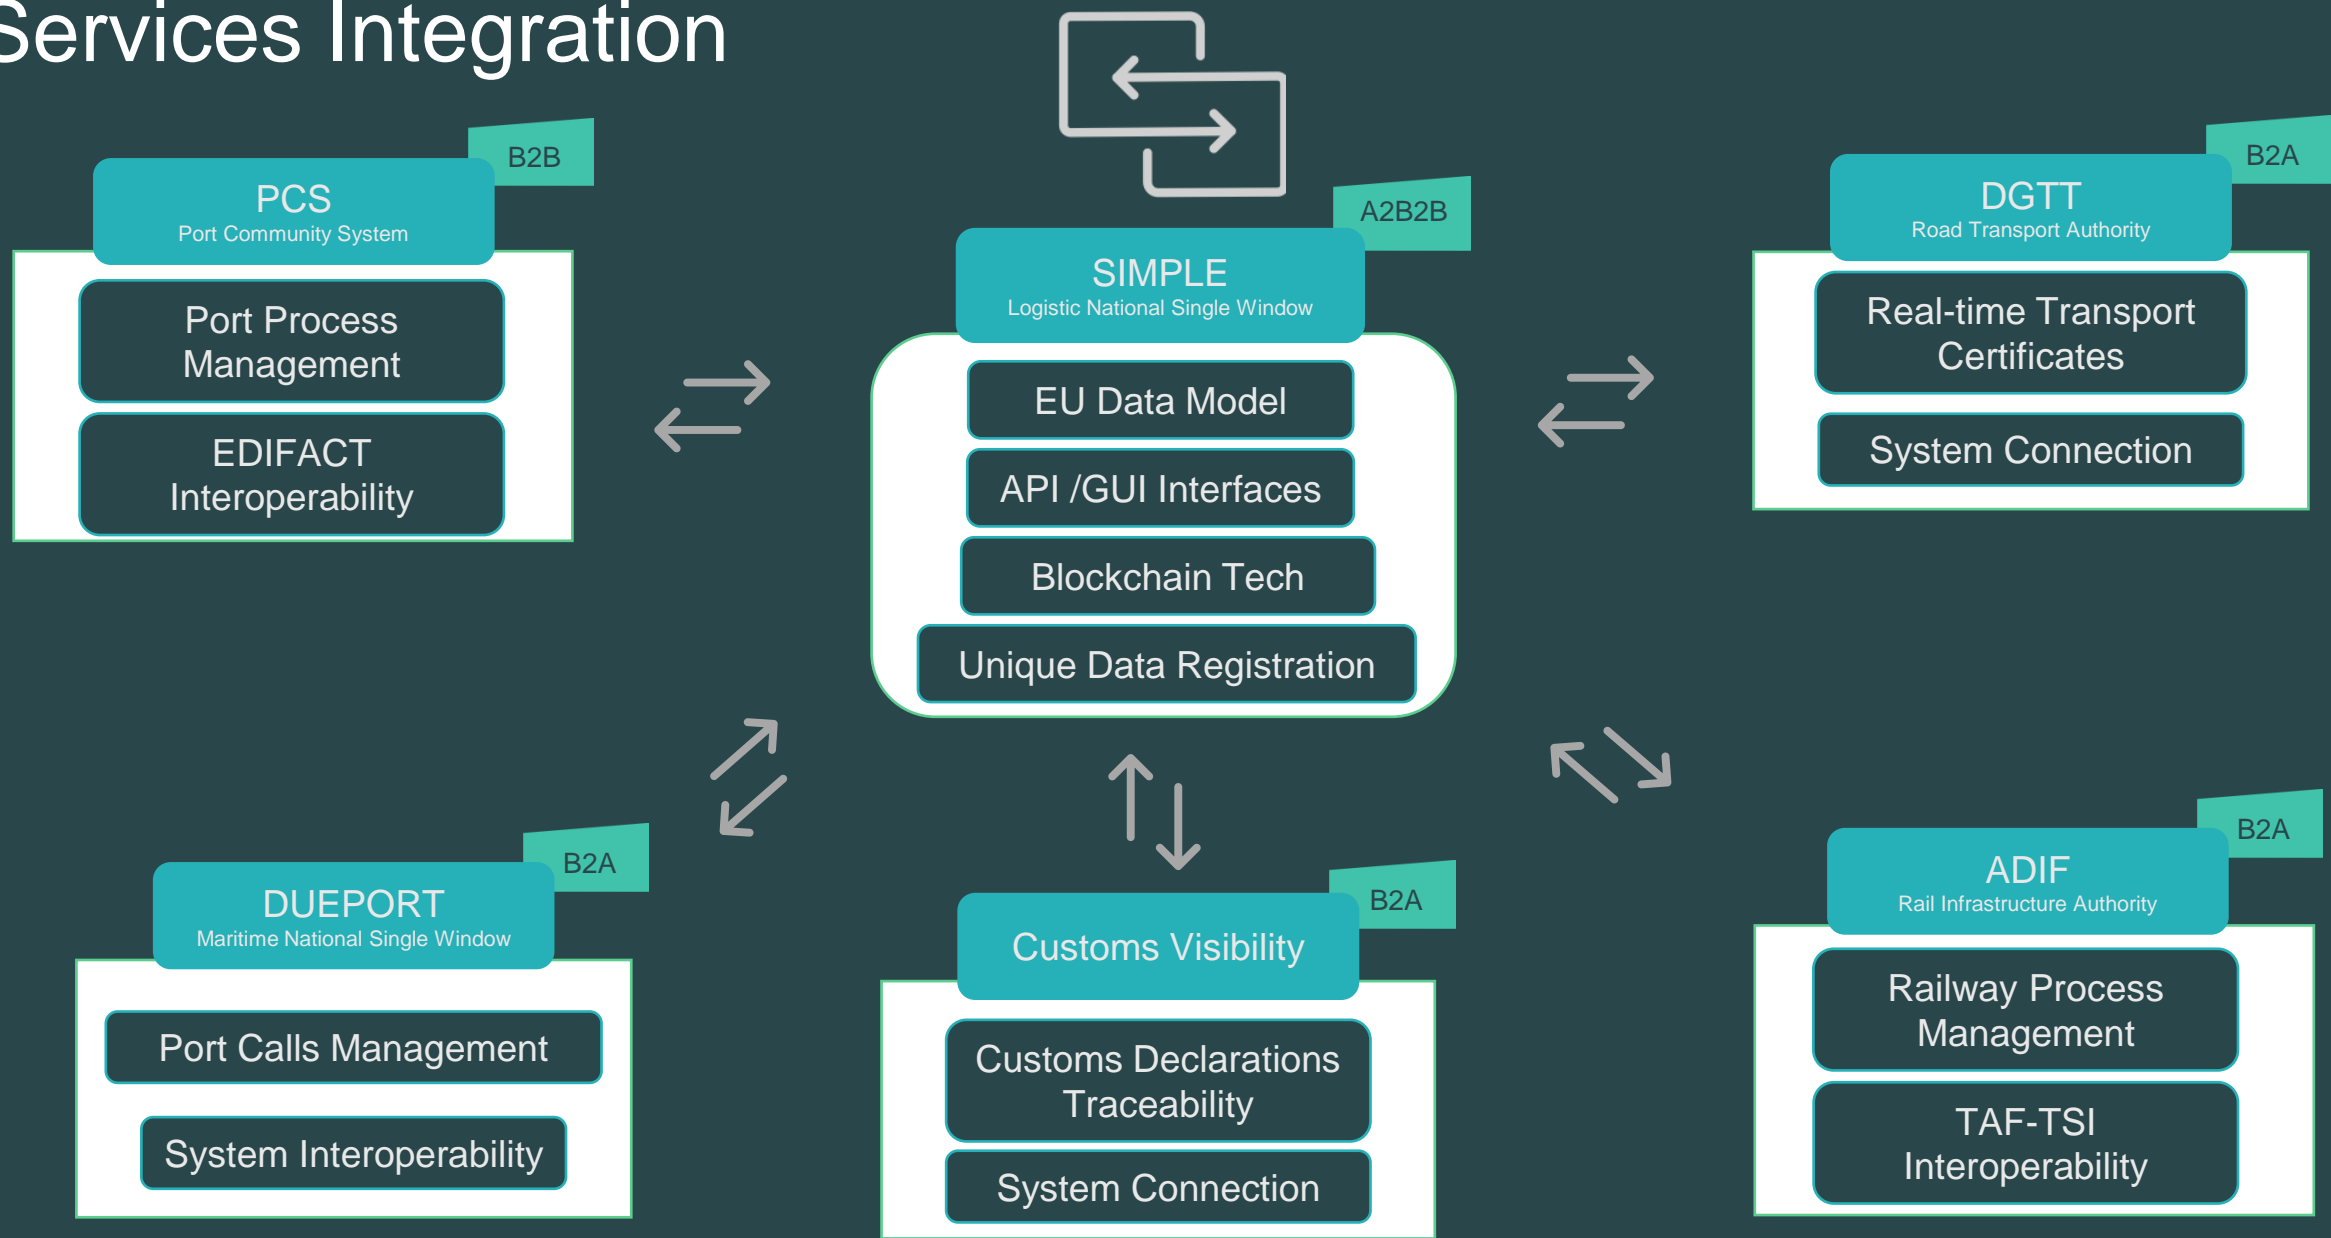 Services Integration
B2B
PCS
Port Community System
Port Process
Management
EDIFACT
Interoperability
A2B2B
SIMPLE
Logistic National Single Window
EU Data Model
API /GUI Interfaces
Blockchain Tech
Unique Data Registration
B2A
DGTT
Road Transport Authority
Real-time Transport
Certificates
System Connection
B2A
DUEPORT
Maritime National Single Window
Port Calls Management
System Interoperability
B2A
Customs Visibility
Customs Declarations
Traceability
System Connection
B2A
ADIF
Rail Infrastructure Authority
Railway Process
Management
TAF-TSI
Interoperability